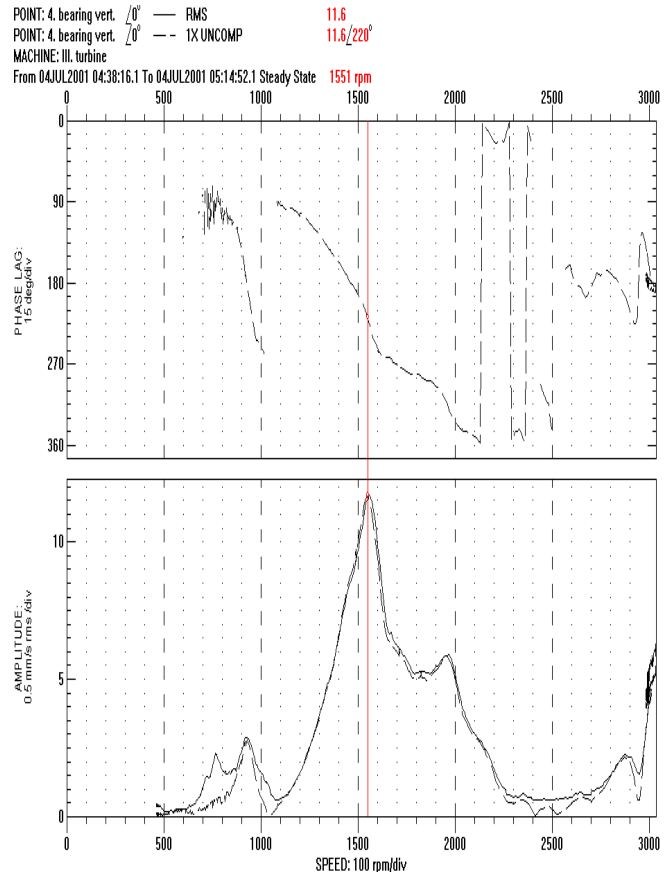 POINT: 4. bearing vert. /0° — RMS 11.6
POINT: 4. bearing vert. /0° – – 1X UNCOMP 11.6/220°
MACHINE: III. turbine
From 04JUL2001 04:38:16.1 To 04JUL2001 05:14:52.1 Steady State 1551 rpm
0 500 1000 1500 2000 2500 3000
0
90
180
270
360
PHASE LAG:
15 deg/div
10
5
0
AMPLITUDE:
0.5 mm/s rms /div
0 500 1000 1500 2000 2500 3000
SPEED: 100 rpm/div